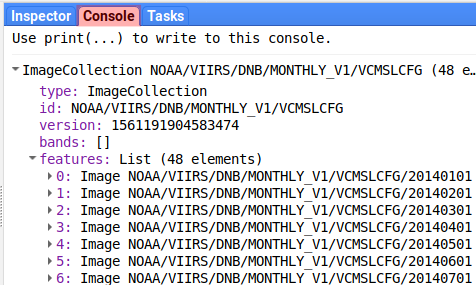 Inspector Console Tasks
Use print(...) to write to this console.
ImageCollection NOAA/VIIRS/DNB/MONTHLY_V1/VCMSLCFG (48 e…
type: ImageCollection
id: NOAA/VIIRS/DNB/MONTHLY_V1/VCMSLCFG
version: 1561191904583474
bands: []
features: List (48 elements)
0: Image NOAA/VIIRS/DNB/MONTHLY_V1/VCMSLCFG/20140101
1: Image NOAA/VIIRS/DNB/MONTHLY_V1/VCMSLCFG/20140201
2: Image NOAA/VIIRS/DNB/MONTHLY_V1/VCMSLCFG/20140301
3: Image NOAA/VIIRS/DNB/MONTHLY_V1/VCMSLCFG/20140401
4: Image NOAA/VIIRS/DNB/MONTHLY_V1/VCMSLCFG/20140501
5: Image NOAA/VIIRS/DNB/MONTHLY_V1/VCMSLCFG/20140601
6: Image NOAA/VIIRS/DNB/MONTHLY_V1/VCMSLCFG/20140701